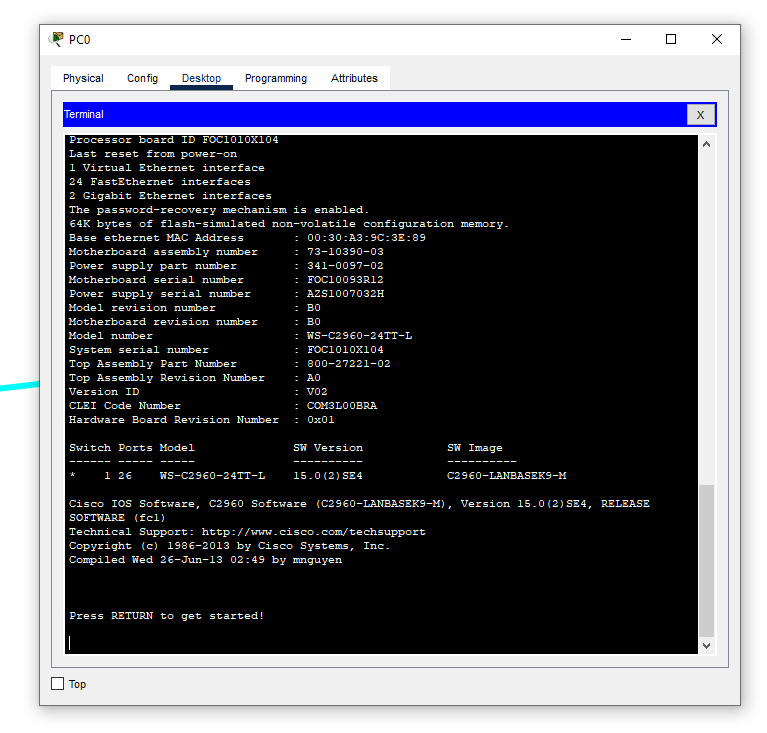 PC0
Physical Config Desktop Programming Attributes
Terminal X
Processor board ID FOC1010X104
Last reset from power-on
1 Virtual Ethernet interface
24 FastEthernet interfaces
2 Gigabit Ethernet interfaces
The password-recovery mechanism is enabled.
64K bytes of flash-simulated non-volatile configuration memory.
Base ethernet MAC Address : 00:30:A3:9C:3E:89
Motherboard assembly number : 73-10390-03
Power supply part number : 341-0097-02
Motherboard serial number : FOC10093R12
Power supply serial number : AZS1007032H
Model revision number : B0
Motherboard revision number : B0
Model number : WS-C2960-24TT-L
System serial number : FOC1010X104
Top Assembly Part Number : 800-27221-02
Top Assembly Revision Number : A0
Version ID : V02
CLEI Code Number : COM3L00BRA
Hardware Board Revision Number : 0x01
Switch Ports Model SW Version SW Image
------ ----- ----- ---------- ----------
* 1 26 WS-C2960-24TT-L 15.0(2)SE4 C2960-LANBASEK9-M
Cisco IOS Software, C2960 Software (C2960-LANBASEK9-M), Version 15.0(2)SE4, RELEASE
SOFTWARE (fc1)
Technical Support: http://www.cisco.com/techsupport
Copyright (c) 1986-2013 by Cisco Systems, Inc.
Compiled Wed 26-Jun-13 02:49 by mnguyen
Press RETURN to get started!
Top